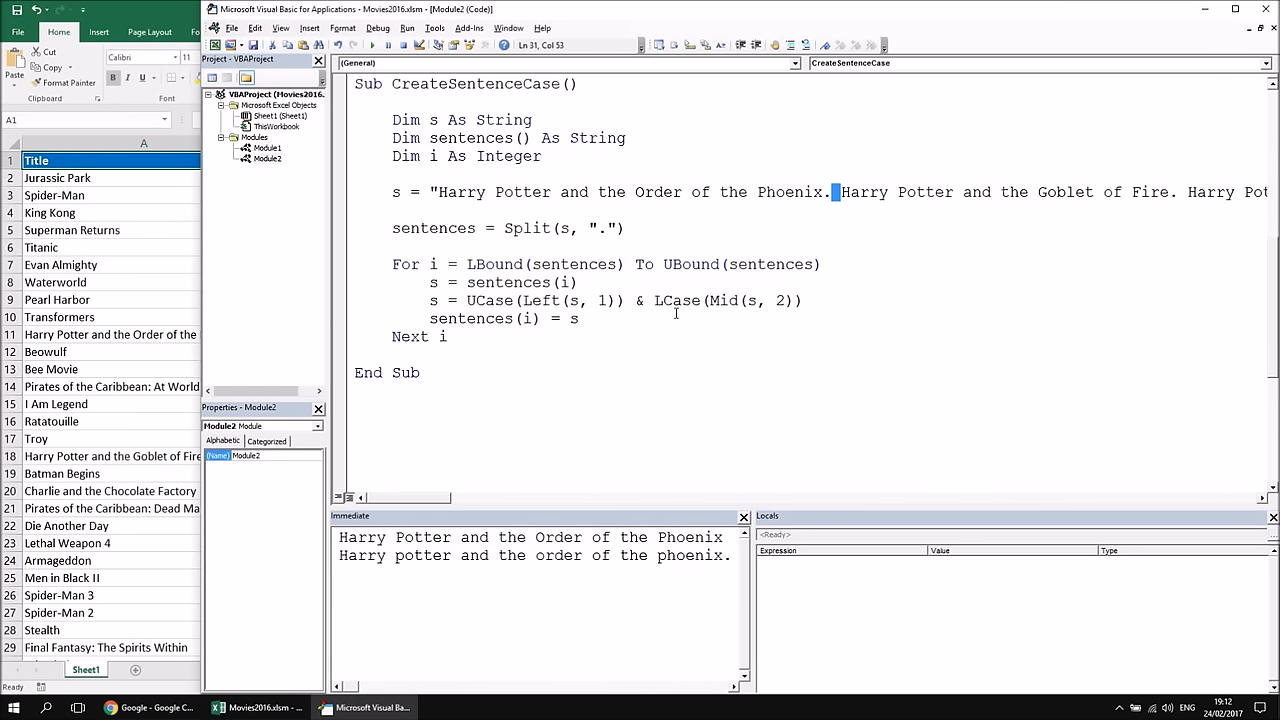 Microsoft Visual Basic for Applications - Movies2016.xlsm - [Module2 (Code)]
File Home Insert Page Layout Fo
File Edit View Insert Format Debug Run Tools Add-Ins Window Help
Cut
Copy
Format Painter
Paste
Clipboard
Calibri 11
B I U
Font
Ln 31, Col 53
A1
A
1 Title
2 Jurassic Park
3 Spider-Man
4 King Kong
5 Superman Returns
6 Titanic
7 Evan Almighty
8 Waterworld
9 Pearl Harbor
10 Transformers
11 Harry Potter and the Order of the
12 Beowulf
13 Bee Movie
14 Pirates of the Caribbean: At World
15 I Am Legend
16 Ratatouille
17 Troy
18 Harry Potter and the Goblet of Fire
19 Batman Begins
20 Charlie and the Chocolate Factory
21 Pirates of the Caribbean: Dead Ma
22 Die Another Day
23 Lethal Weapon 4
24 Armageddon
25 Men in Black II
26 Spider-Man 3
27 Spider-Man 2
28 Stealth
29 Final Fantasy: The Spirits Within
Sheet1
Ready
Project - VBAProject
VBAProject (Movies2016.
Microsoft Excel Objects
Sheet1 (Sheet1)
ThisWorkbook
Modules
Module1
Module2
Properties - Module2
Module2 Module
Alphabetic Categorized
(Name) Module2
(General) CreateSentenceCase
Sub CreateSentenceCase()
Dim s As String
Dim sentences() As String
Dim i As Integer
s = "Harry Potter and the Order of the Phoenix. Harry Potter and the Goblet of Fire. Harry Pot
sentences = Split(s, ".")
For i = LBound(sentences) To UBound(sentences)
s = sentences(i)
s = UCase(Left(s, 1)) & LCase(Mid(s, 2))
sentences(i) = s
Next i
End Sub
Immediate
Harry Potter and the Order of the Phoenix
Harry potter and the order of the phoenix.
Locals
<Ready>
Expression Value Type
Google - Google C...
Movies2016.xlsm - ...
Microsoft Visual Ba...
ENG
19:12
24/02/2017